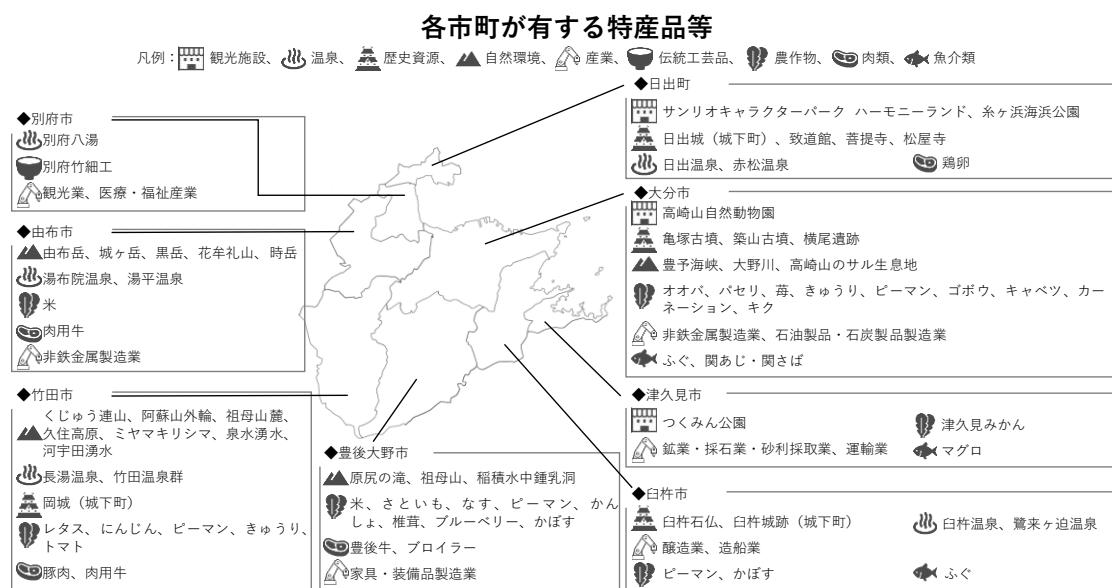 各市町が有する特産品等
凡例：観光施設、温泉、歴史資源、自然環境、産業、伝統工芸品、農作物、肉類、魚介類
◆別府市
別府八湯
別府竹細工
観光業、医療・福祉産業
◆由布市
由布岳、城ヶ岳、黒岳、花牟礼山、時岳
湯布院温泉、湯平温泉
米
肉用牛
非鉄金属製造業
◆竹田市
くじゅう連山、阿蘇山外輪、祖母山麓、
久住高原、ミヤマキリシマ、泉水湧水、
河宇田湧水
長湯温泉、竹田温泉群
岡城（城下町）
レタス、にんじん、ピーマン、きゅうり、
トマト
豚肉、肉用牛
◆豊後大野市
原尻の滝、祖母山、稲積水中鍾乳洞
米、さといも、なす、ピーマン、かん
しょ、椎茸、ブルーベリー、かぼす
豊後牛、ブロイラー
家具・装備品製造業
◆日出町
サンリオキャラクターパーク ハーモニーランド、糸ヶ浜海浜公園
日出城（城下町）、致道館、菩提寺、松屋寺
日出温泉、赤松温泉
鶏卵
◆大分市
高崎山自然動物園
亀塚古墳、築山古墳、横尾遺跡
豊予海峡、大野川、高崎山のサル生息地
オオバ、パセリ、苺、きゅうり、ピーマン、ゴボウ、キャベツ、カー
ネーション、キク
非鉄金属製造業、石油製品・石炭製品製造業
ふぐ、関あじ・関さば
◆津久見市
つくみん公園
津久見みかん
鉱業・採石業・砂利採取業、運輸業
マグロ
◆臼杵市
臼杵石仏、臼杵城跡（城下町）
臼杵温泉、鷺来ヶ迫温泉
醸造業、造船業
ピーマン、かぼす
ふぐ